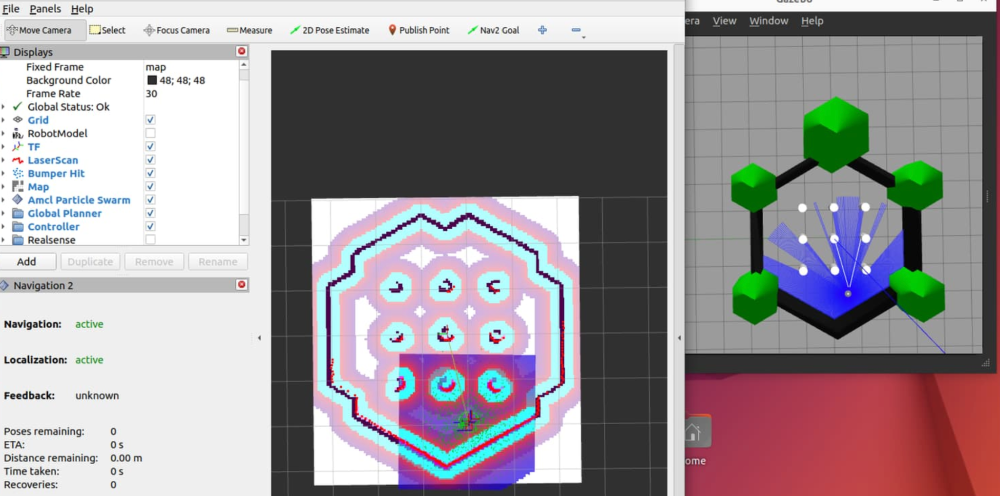 File Panels Help
Move Camera Select Focus Camera Measure 2D Pose Estimate Publish Point Nav2 Goal
Displays
Fixed Frame map
Background Color 48; 48; 48
Frame Rate 30
Global Status: Ok
Grid
RobotModel
TF
LaserScan
Bumper Hit
Map
Amcl Particle Swarm
Global Planner
Controller
Realsense
Add Duplicate Remove Rename
Navigation 2
Navigation: active
Localization: active
Feedback: unknown
Poses remaining: 0
ETA: 0 s
Distance remaining: 0.00 m
Time taken: 0 s
Recoveries: 0
Gazebo
era View Window Help
ome